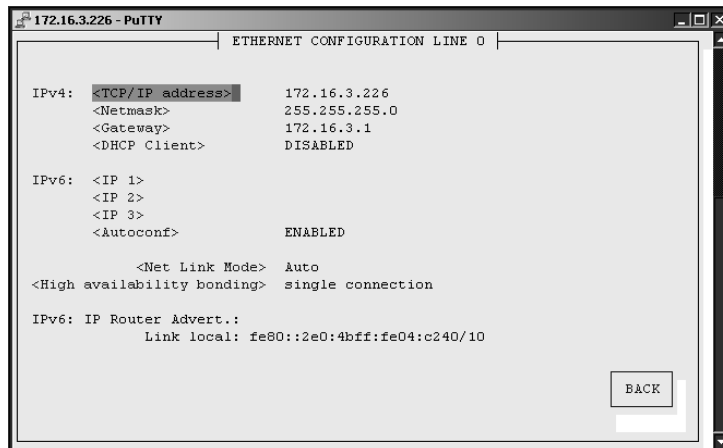 172.16.3.226 - PuTTY
ETHERNET CONFIGURATION LINE 0
IPv4: <TCP/IP address> 172.16.3.226
<Netmask> 255.255.255.0
<Gateway> 172.16.3.1
<DHCP Client> DISABLED
IPv6: <IP 1>
<IP 2>
<IP 3>
<Autoconf> ENABLED
<Net Link Mode> Auto
<High availability bonding> single connection
IPv6: IP Router Advert.:
Link local: fe80::2e0:4bff:fe04:c240/10
BACK